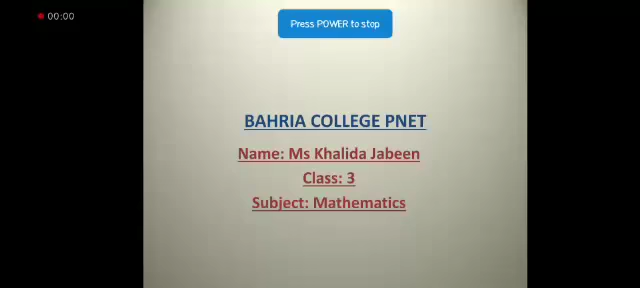 00:00
Press POWER to stop
BAHRIA COLLEGE PNET
Name: Ms Khalida Jabeen
Class: 3
Subject: Mathematics